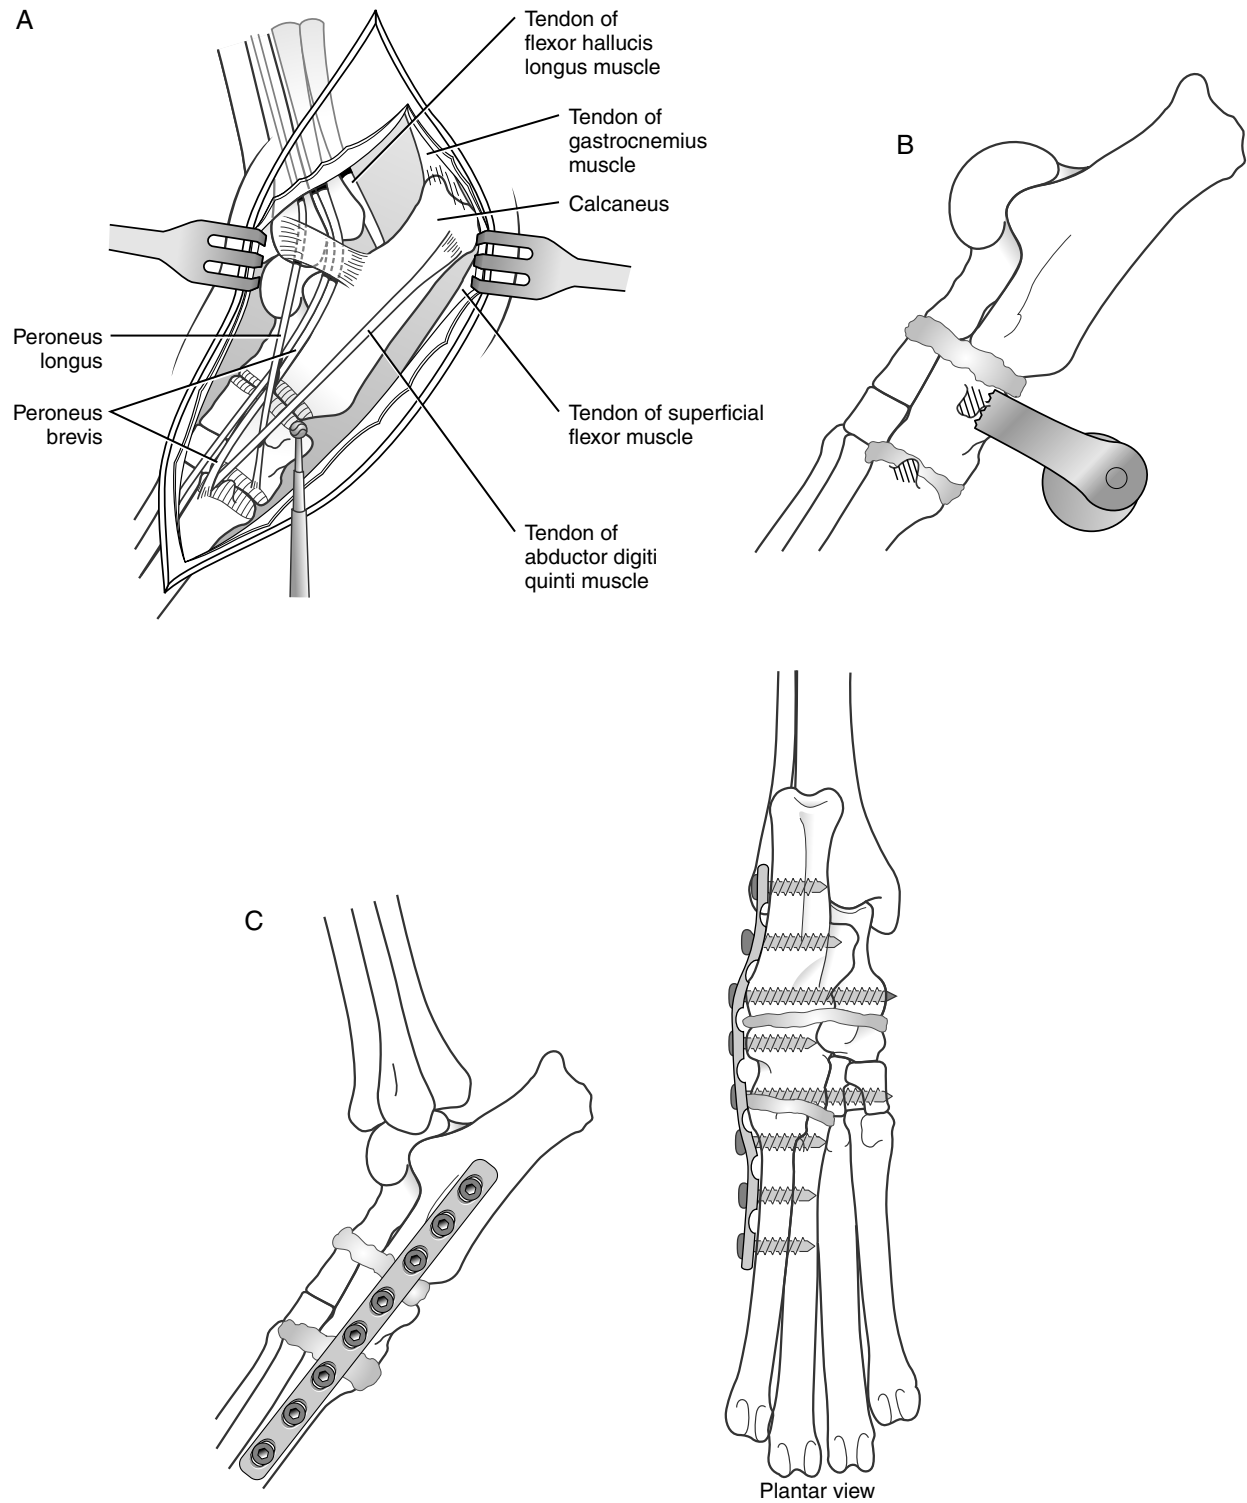 A
Tendon of
flexor hallucis
longus muscle
Tendon of
gastrocnemius
muscle
Calcaneus
Peroneus
longus
Peroneus
brevis
Tendon of superficial
flexor muscle
Tendon of
abductor digiti
quinti muscle
B
C
Plantar view